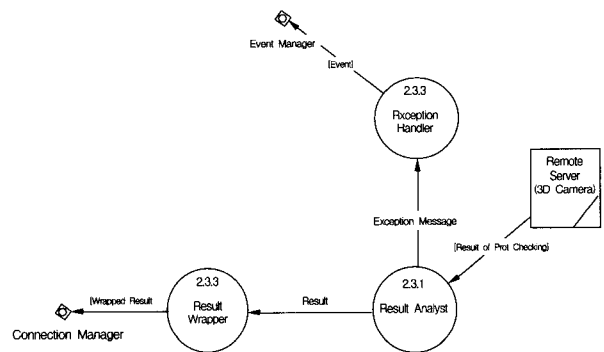 Event Manager
[Event]
2.3.3
Rxception
Handler
Remote
Server
(3D Camera)
Exception Message
[Result of Prot Checking]
2.3.3
Result
Wrapper
2.3.1
Result Analyst
[Wrapped Result
Result
Connection Manager